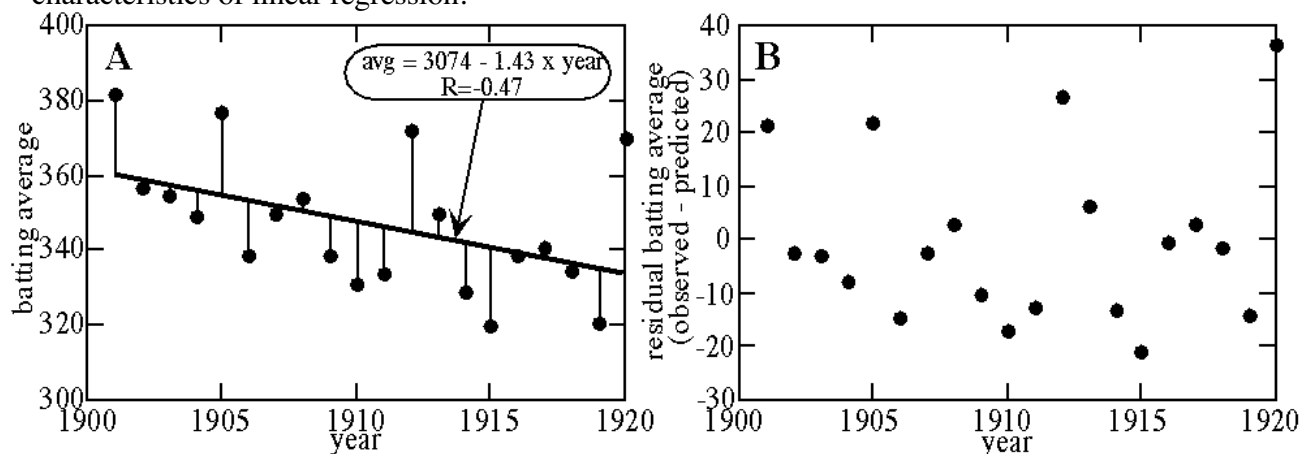 characteristics of linear regression.
A
avg = 3074 - 1.43 x year
R=-0.47
400
380
360
340
320
300
batting average
1900
1905
1910
1915
1920
year
B
40
30
20
10
0
-10
-20
-30
residual batting average
(observed - predicted)
1900
1905
1910
1915
1920
year